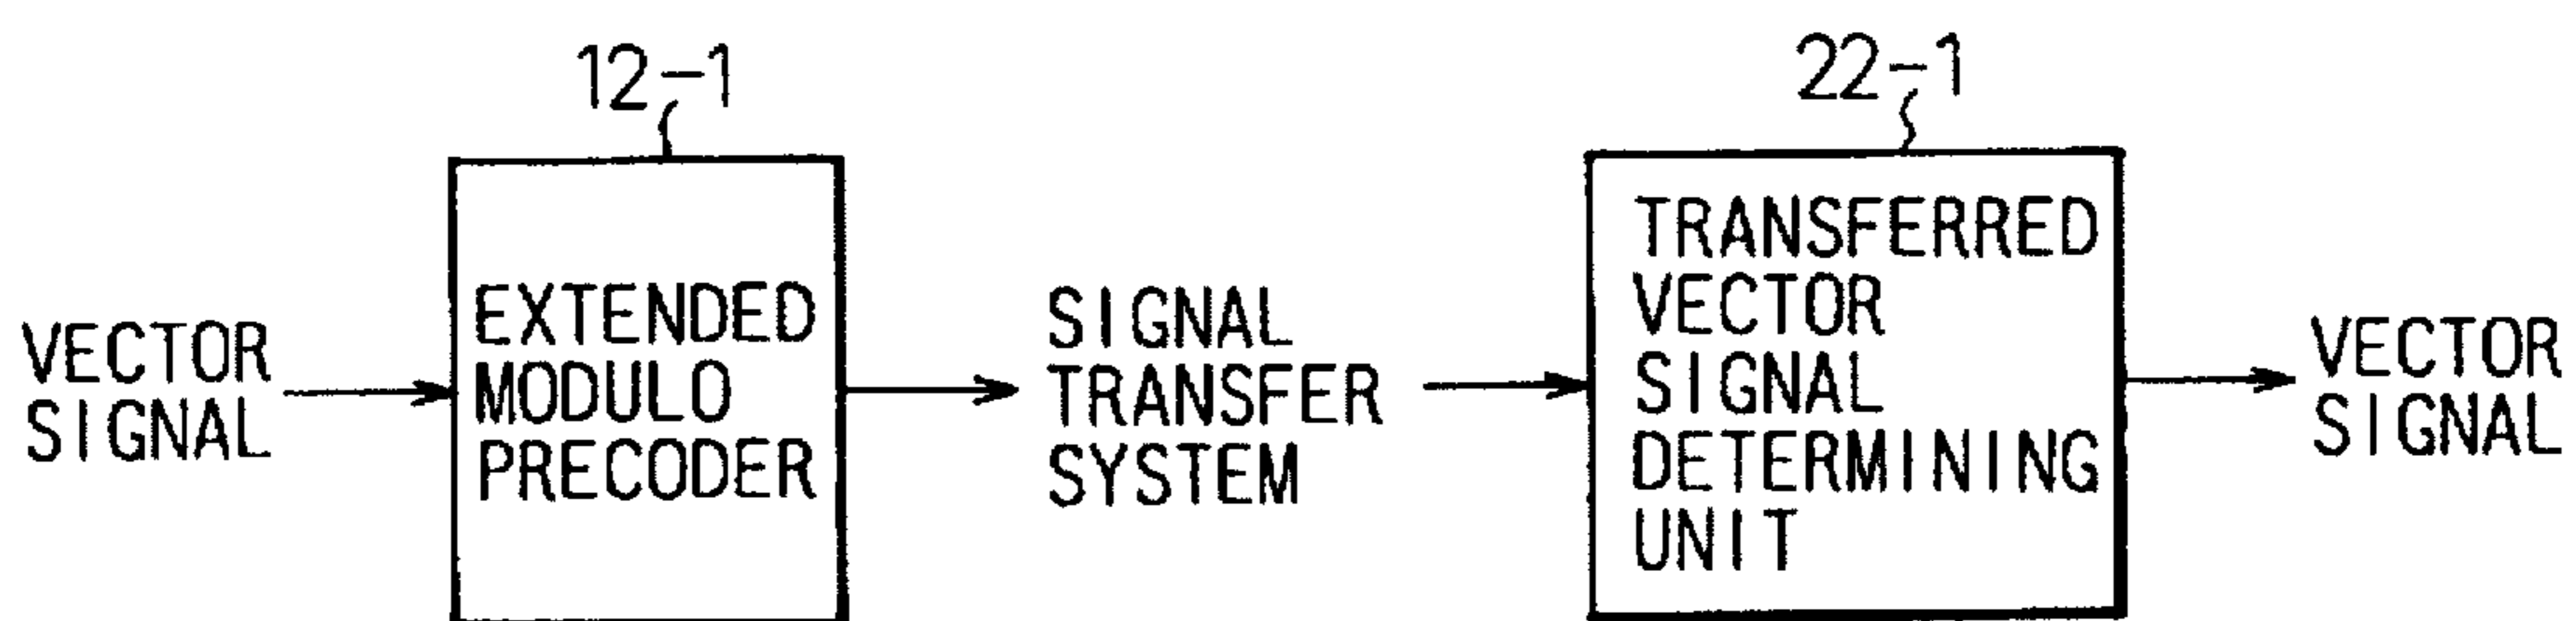 12-1
22-1
VECTOR
SIGNAL
EXTENDED
MODULO
PRECODER
SIGNAL
TRANSFER
SYSTEM
TRANSFERRED
VECTOR
SIGNAL
DETERMINING
UNIT
VECTOR
SIGNAL